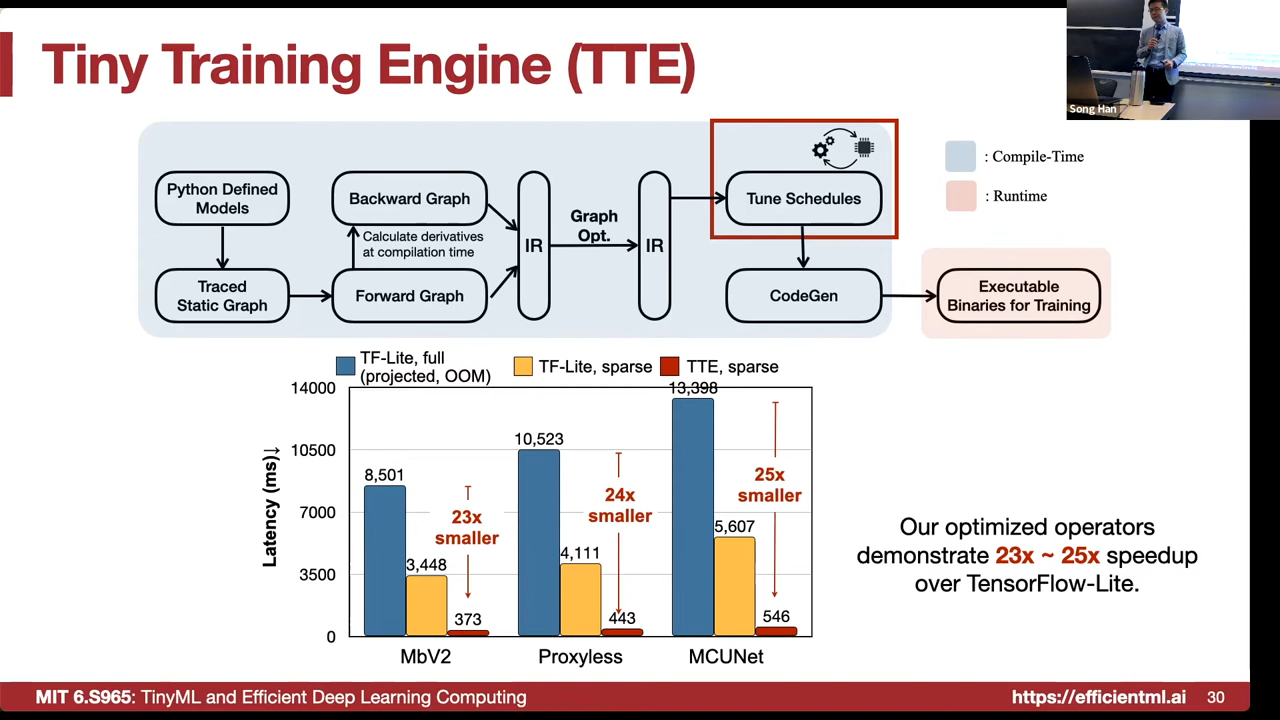 Tiny Training Engine (TTE)
Song Han
: Compile-Time
: Runtime
Python Defined
Models
Backward Graph
Calculate derivatives
at compilation time
Traced
Static Graph
Forward Graph
IR
Graph
Opt.
IR
Tune Schedules
CodeGen
Executable
Binaries for Training
TF-Lite, full
(projected, OOM)
TF-Lite, sparse
TTE, sparse
Latency (ms)↓
14000
10500
7000
3500
0
8,501
3,448
373
23x
smaller
10,523
4,111
443
24x
smaller
13,398
5,607
546
25x
smaller
MbV2
Proxyless
MCUNet
Our optimized operators
demonstrate 23x ~ 25x speedup
over TensorFlow-Lite.
MIT 6.S965: TinyML and Efficient Deep Learning Computing
https://efficientml.ai
30